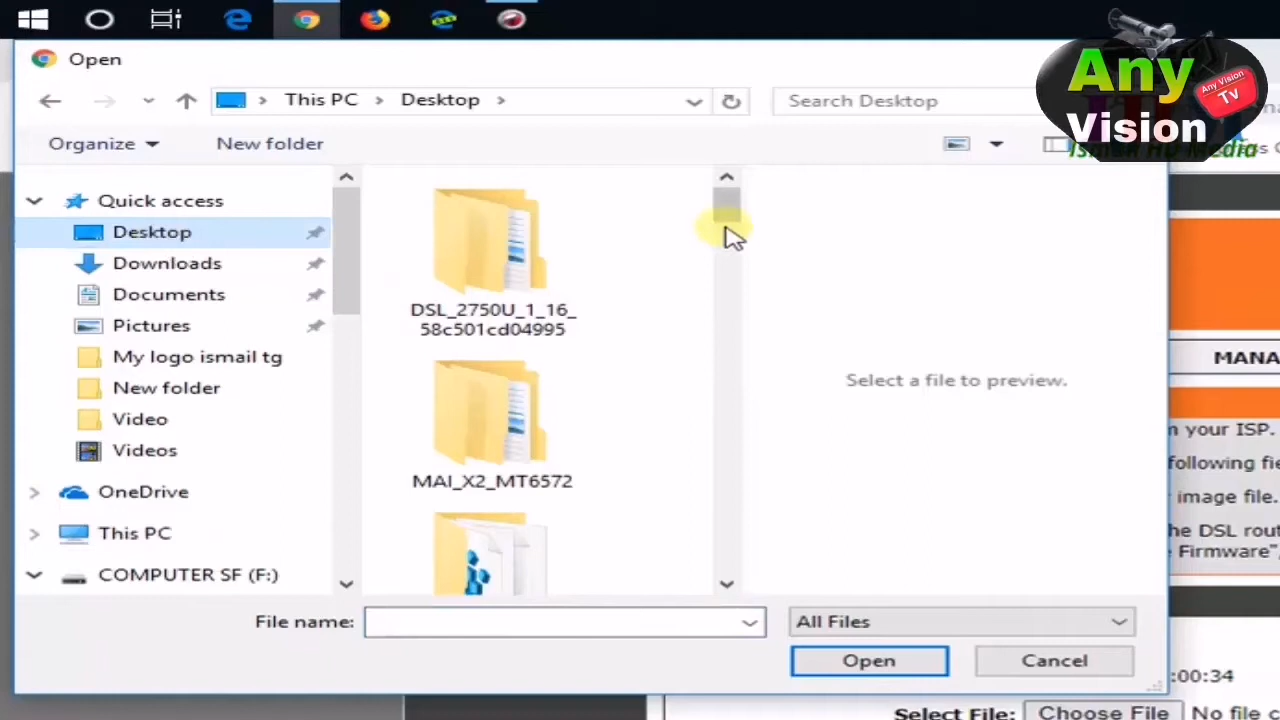 Open
This PC > Desktop >
Search Desktop
Any
Vision
Any Vision
Tv
Organize
New folder
Quick access
Desktop
Downloads
Documents
Pictures
My logo ismail tg
New folder
Video
Videos
OneDrive
This PC
COMPUTER SF (F:)
DSL_2750U_1_16_
58c501cd04995
MAI_X2_MT6572
Select a file to preview.
MANA
n your ISP.
following fie
image file.
he DSL rout
Firmware",
File name:
All Files
Open
Cancel
:00:34
Select File:
Choose File
No file c